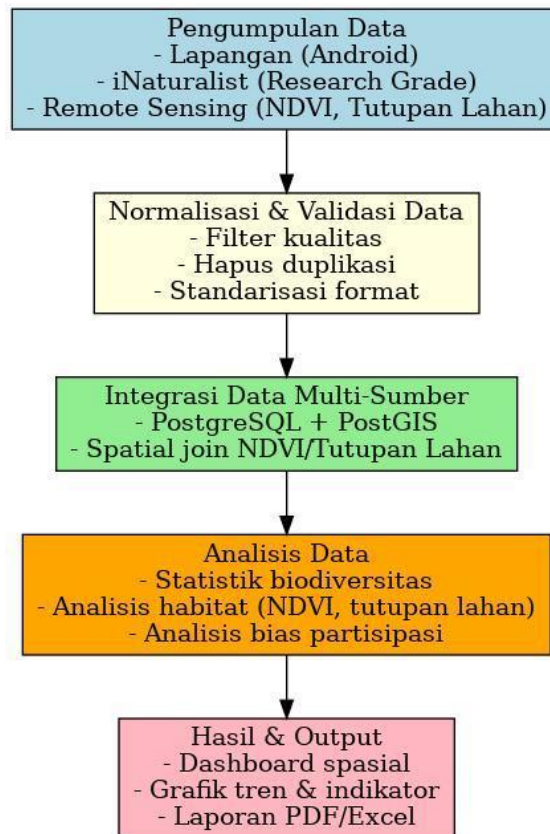 Pengumpulan Data
- Lapangan (Android)
- iNaturalist (Research Grade)
- Remote Sensing (NDVI, Tutupan Lahan)
Normalisasi & Validasi Data
- Filter kualitas
- Hapus duplikasi
- Standarisasi format
Integrasi Data Multi-Sumber
- PostgreSQL + PostGIS
- Spatial join NDVI/Tutupan Lahan
Analisis Data
- Statistik biodiversitas
- Analisis habitat (NDVI, tutupan lahan)
- Analisis bias partisipasi
Hasil & Output
- Dashboard spasial
- Grafik tren & indikator
- Laporan PDF/Excel